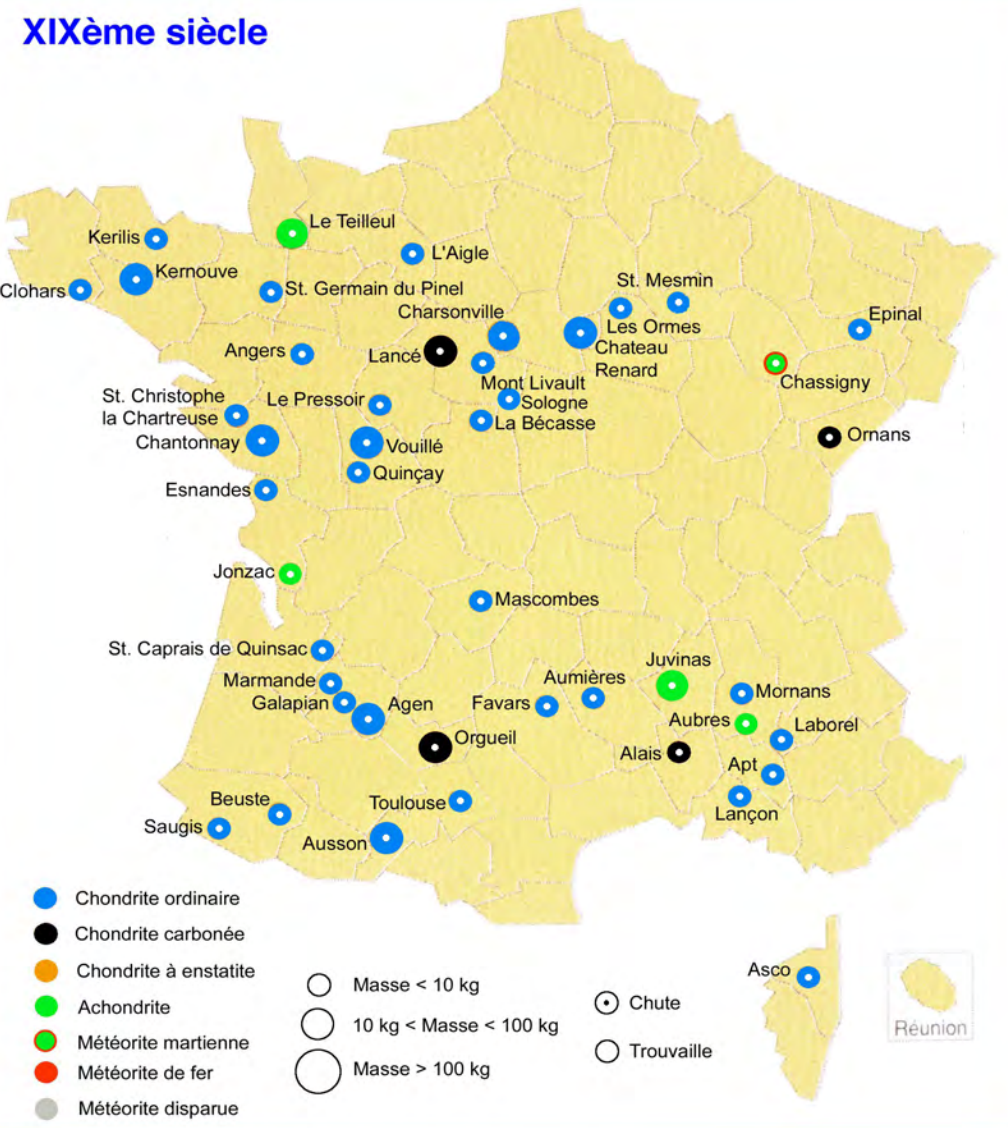 XIXème siècle
Le Teilleul
Kerilis
L'Aigle
Kernouve
St. Mesmin
Clohars
St. Germain du Pinel
Charsonville
Epinal
Les Ormes
Angers
Lancé
Chateau
Renard
Mont Livault
Chassigny
St. Christophe
la Chartreuse
Le Pressoir
Sologne
La Bécasse
Chantonnay
Vouillé
Ornans
Quinçay
Esnandes
Jonzac
Mascombes
St. Caprais de Quinsac
Juvinas
Marmande
Aumières
Mornans
Galapian
Agen
Favars
Aubres
Laborel
Orgueil
Alais
Apt
Beuste
Toulouse
Lançon
Saugis
Ausson
Chondrite ordinaire
Chondrite carbonée
Chondrite à enstatite
Achondrite
Météorite martienne
Météorite de fer
Météorite disparue
Masse < 10 kg
10 kg < Masse < 100 kg
Masse > 100 kg
Chute
Trouvaille
Asco
Réunion